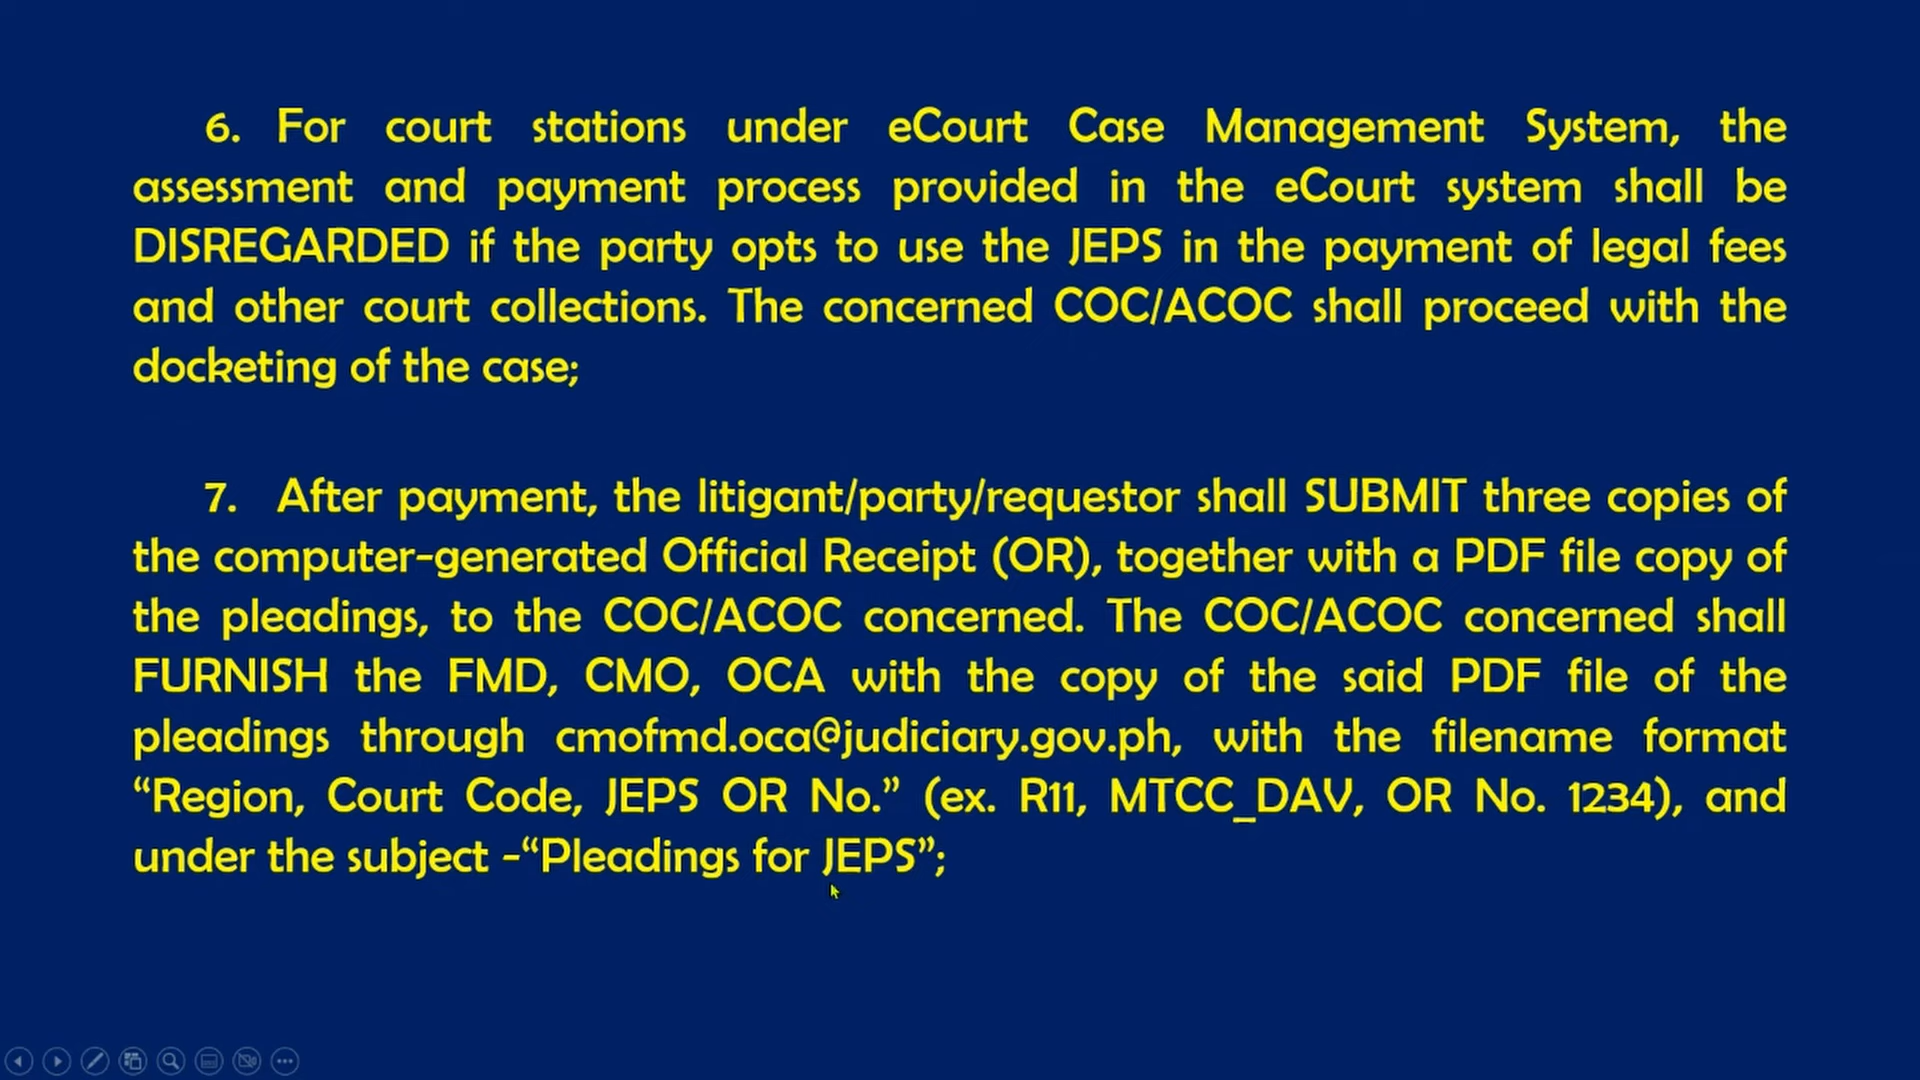 6. For court stations under eCourt Case Management System, the
assessment and payment process provided in the eCourt system shall be
DISREGARDED if the party opts to use the JEPS in the payment of legal fees
and other court collections. The concerned COC/ACOC shall proceed with the
docketing of the case;
7. After payment, the litigant/party/requestor shall SUBMIT three copies of
the computer-generated Official Receipt (OR), together with a PDF file copy of
the pleadings, to the COC/ACOC concerned. The COC/ACOC concerned shall
FURNISH the FMD, CMO, OCA with the copy of the said PDF file of the
pleadings through cmofmd.oca@judiciary.gov.ph, with the filename format
“Region, Court Code, JEPS OR No.” (ex. R11, MTCC_DAV, OR No. 1234), and
under the subject -“Pleadings for JEPS”;